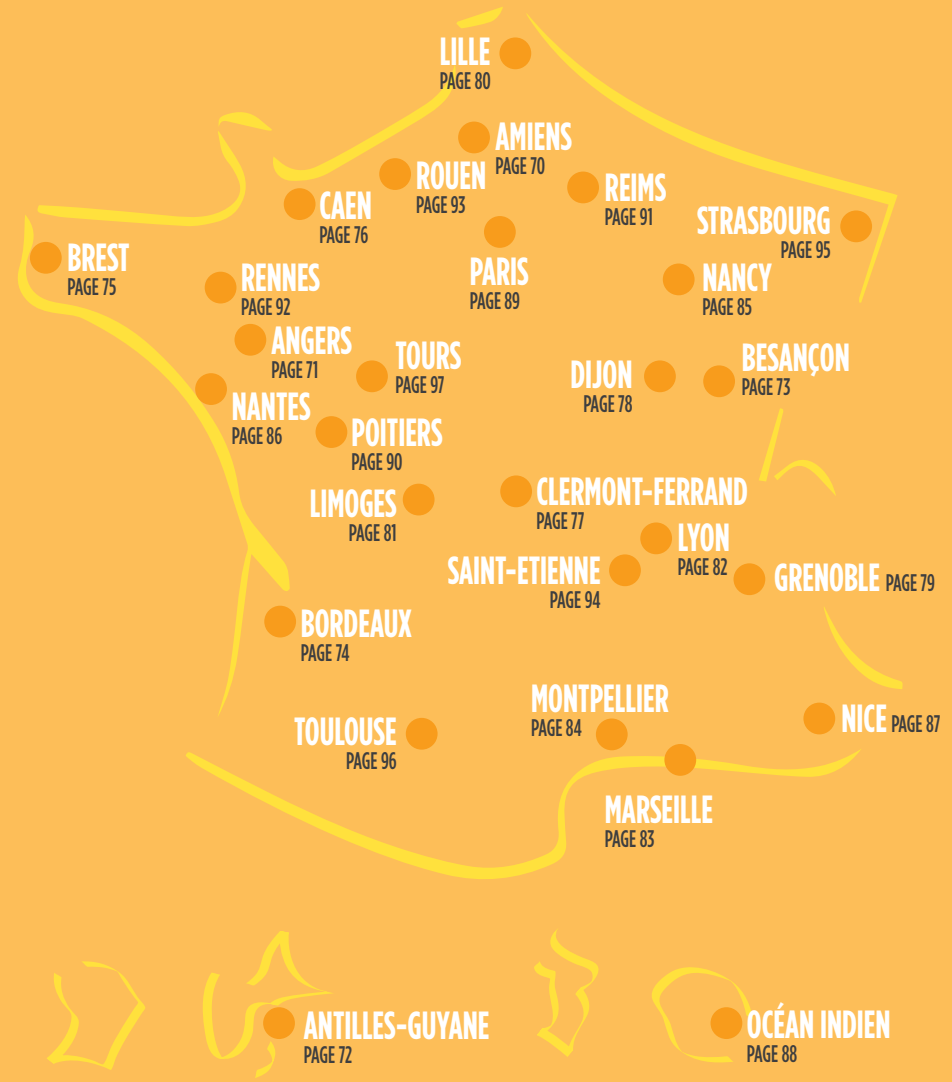 LILLE
PAGE 80
AMIENS
PAGE 70
ROUEN
PAGE 93
REIMS
PAGE 91
CAEN
PAGE 76
STRASBOURG
PAGE 95
BREST
PAGE 75
PARIS
PAGE 89
RENNES
PAGE 92
NANCY
PAGE 85
ANGERS
PAGE 71
TOURS
PAGE 97
DIJON
PAGE 78
BESANÇON
PAGE 73
NANTES
PAGE 86
POITIERS
PAGE 90
LIMOGES
PAGE 81
CLERMONT-FERRAND
PAGE 77
LYON
PAGE 82
SAINT-ETIENNE
PAGE 94
GRENOBLE PAGE 79
BORDEAUX
PAGE 74
MONTPELLIER
PAGE 84
NICE PAGE 87
TOULOUSE
PAGE 96
MARSEILLE
PAGE 83
ANTILLES-GUYANE
PAGE 72
OCÉAN INDIEN
PAGE 88